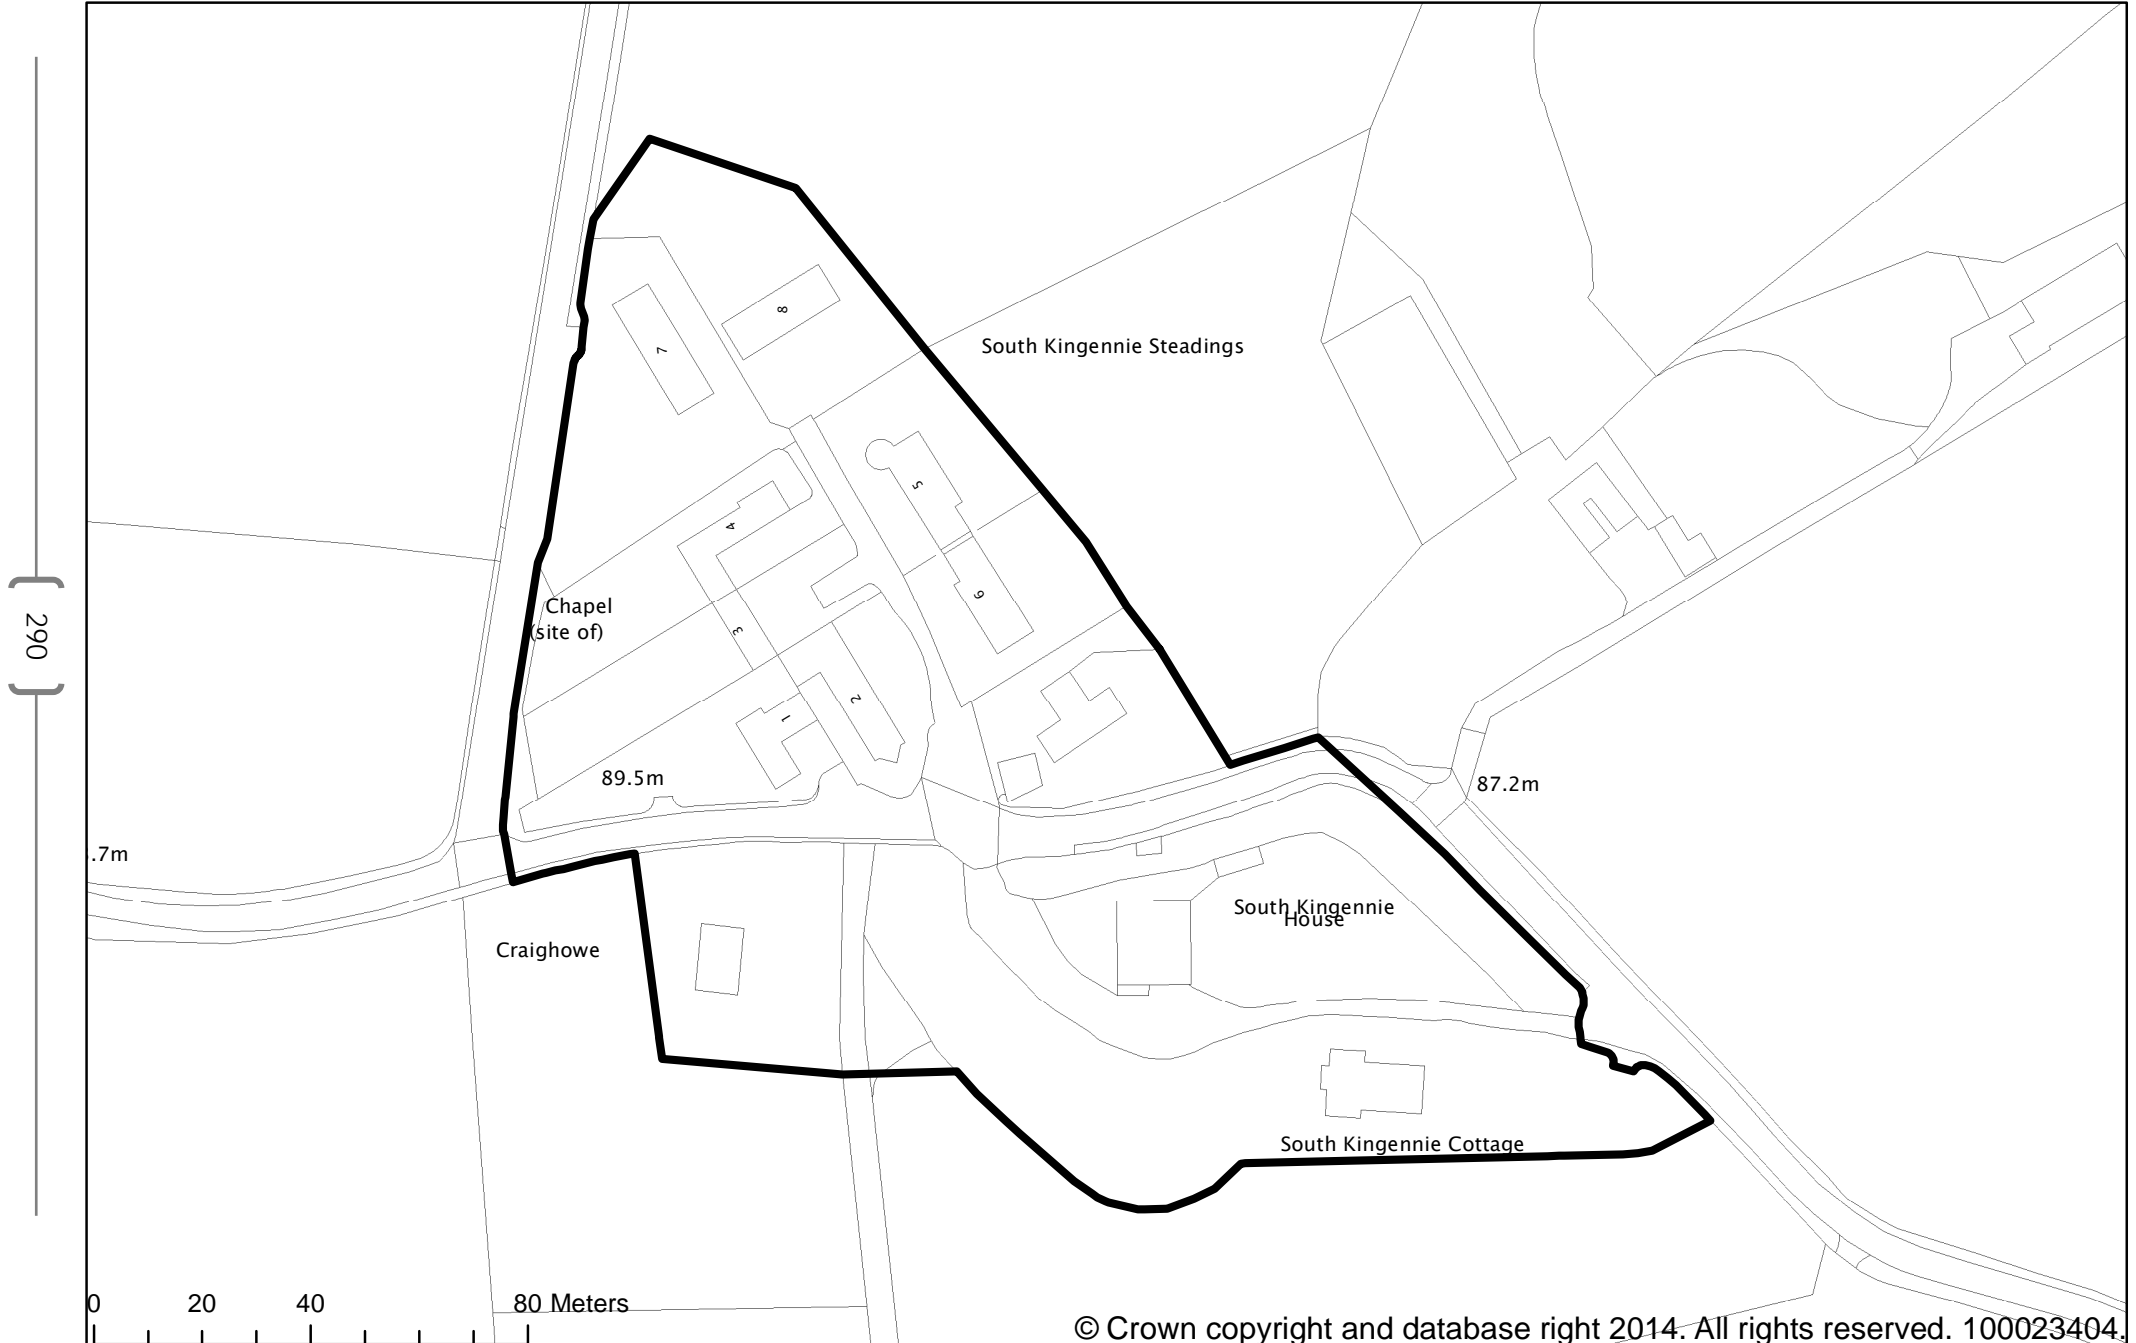 South Kingennie Steadings
8
7
5
4
6
3
2
1
Chapel
(site of)
89.5m
87.2m
.7m
South Kingennie
House
Craighowe
South Kingennie Cottage
290
0 20 40 80 Meters
© Crown copyright and database right 2014. All rights reserved. 100023404.